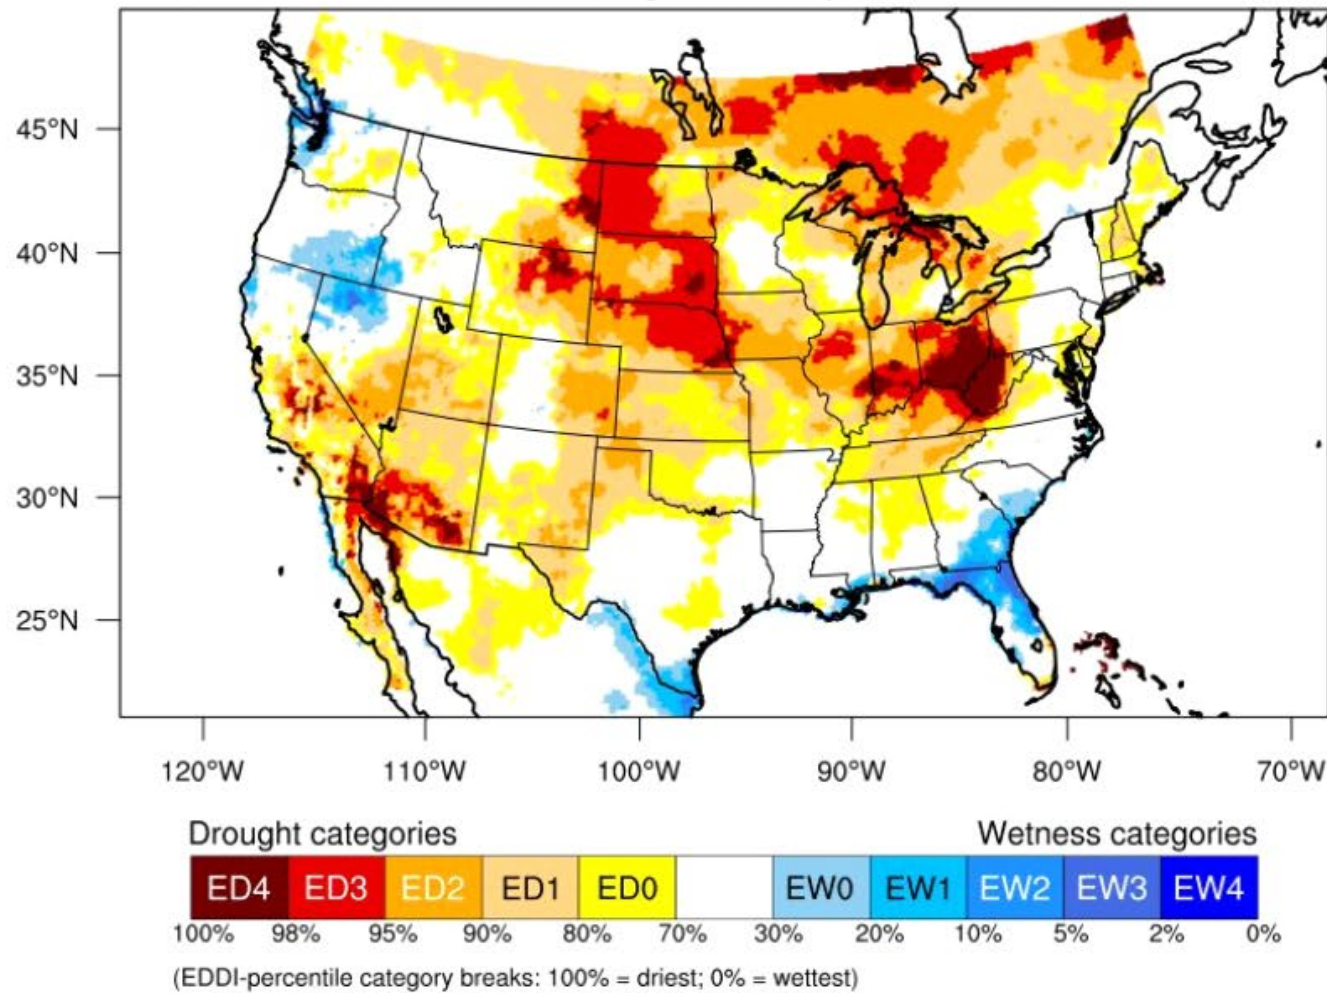 45°N
40°N
35°N
30°N
25°N
120°W 110°W 100°W 90°W 80°W 70°W
Drought categories Wetness categories
ED4 ED3 ED2 ED1 ED0 EW0 EW1 EW2 EW3 EW4
100% 98% 95% 90% 80% 70% 30% 20% 10% 5% 2% 0%
(EDDI-percentile category breaks: 100% = driest; 0% = wettest)